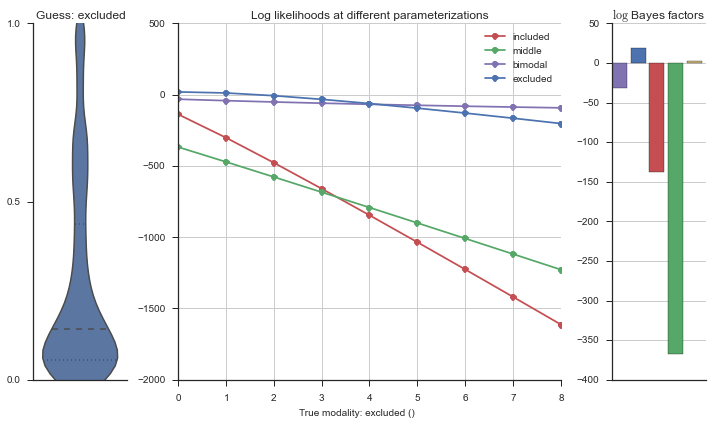 Guess: excluded
1.0
0.5
0.0
Log likelihoods at different parameterizations
500
0
−500
−1000
−1500
−2000
included
middle
bimodal
excluded
0 1 2 3 4 5 6 7 8
True modality: excluded ()
log Bayes factors
50
0
−50
−100
−150
−200
−250
−300
−350
−400